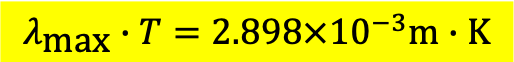 λmax · T = 2.898×10⁻³m · K